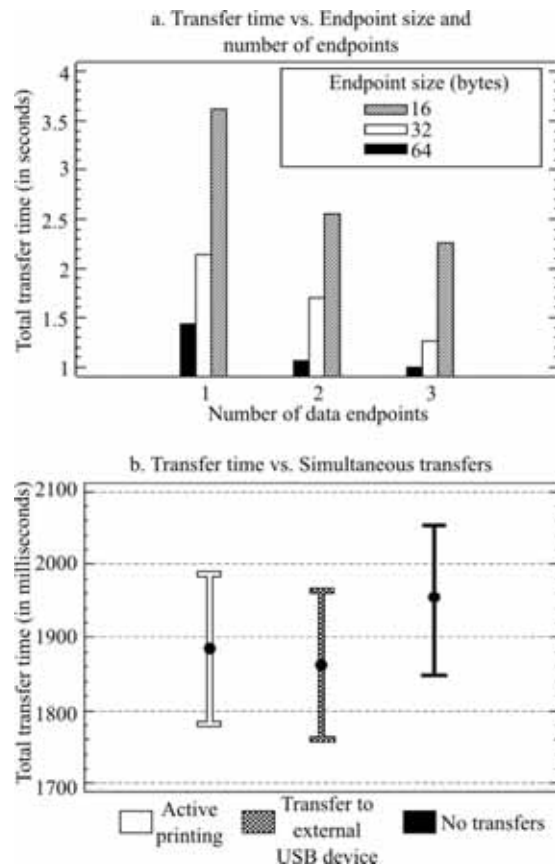 a. Transfer time vs. Endpoint size and
number of endpoints
Total transfer time (in seconds)
4
3.5
3
2.5
2
1.5
1
Endpoint size (bytes)
16
32
64
1 2 3
Number of data endpoints
b. Transfer time vs. Simultaneous transfers
Total transfer time (in milliseconds)
2100
2000
1900
1800
1700
Active
printing
Transfer to
external
USB device
No transfers